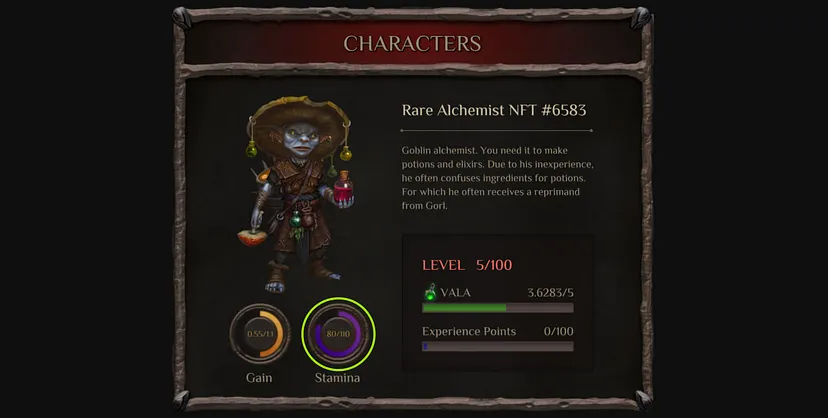 CHARACTERS
Rare Alchemist NFT #6583
Goblin alchemist. You need it to make
potions and elixirs. Due to his inexperience,
he often confuses ingredients for potions.
For which he often receives a reprimand
from Gorl.
LEVEL 5/100
VALA 3.6283/5
Experience Points 0/100
0.55/1.1
80/110
Gain
Stamina